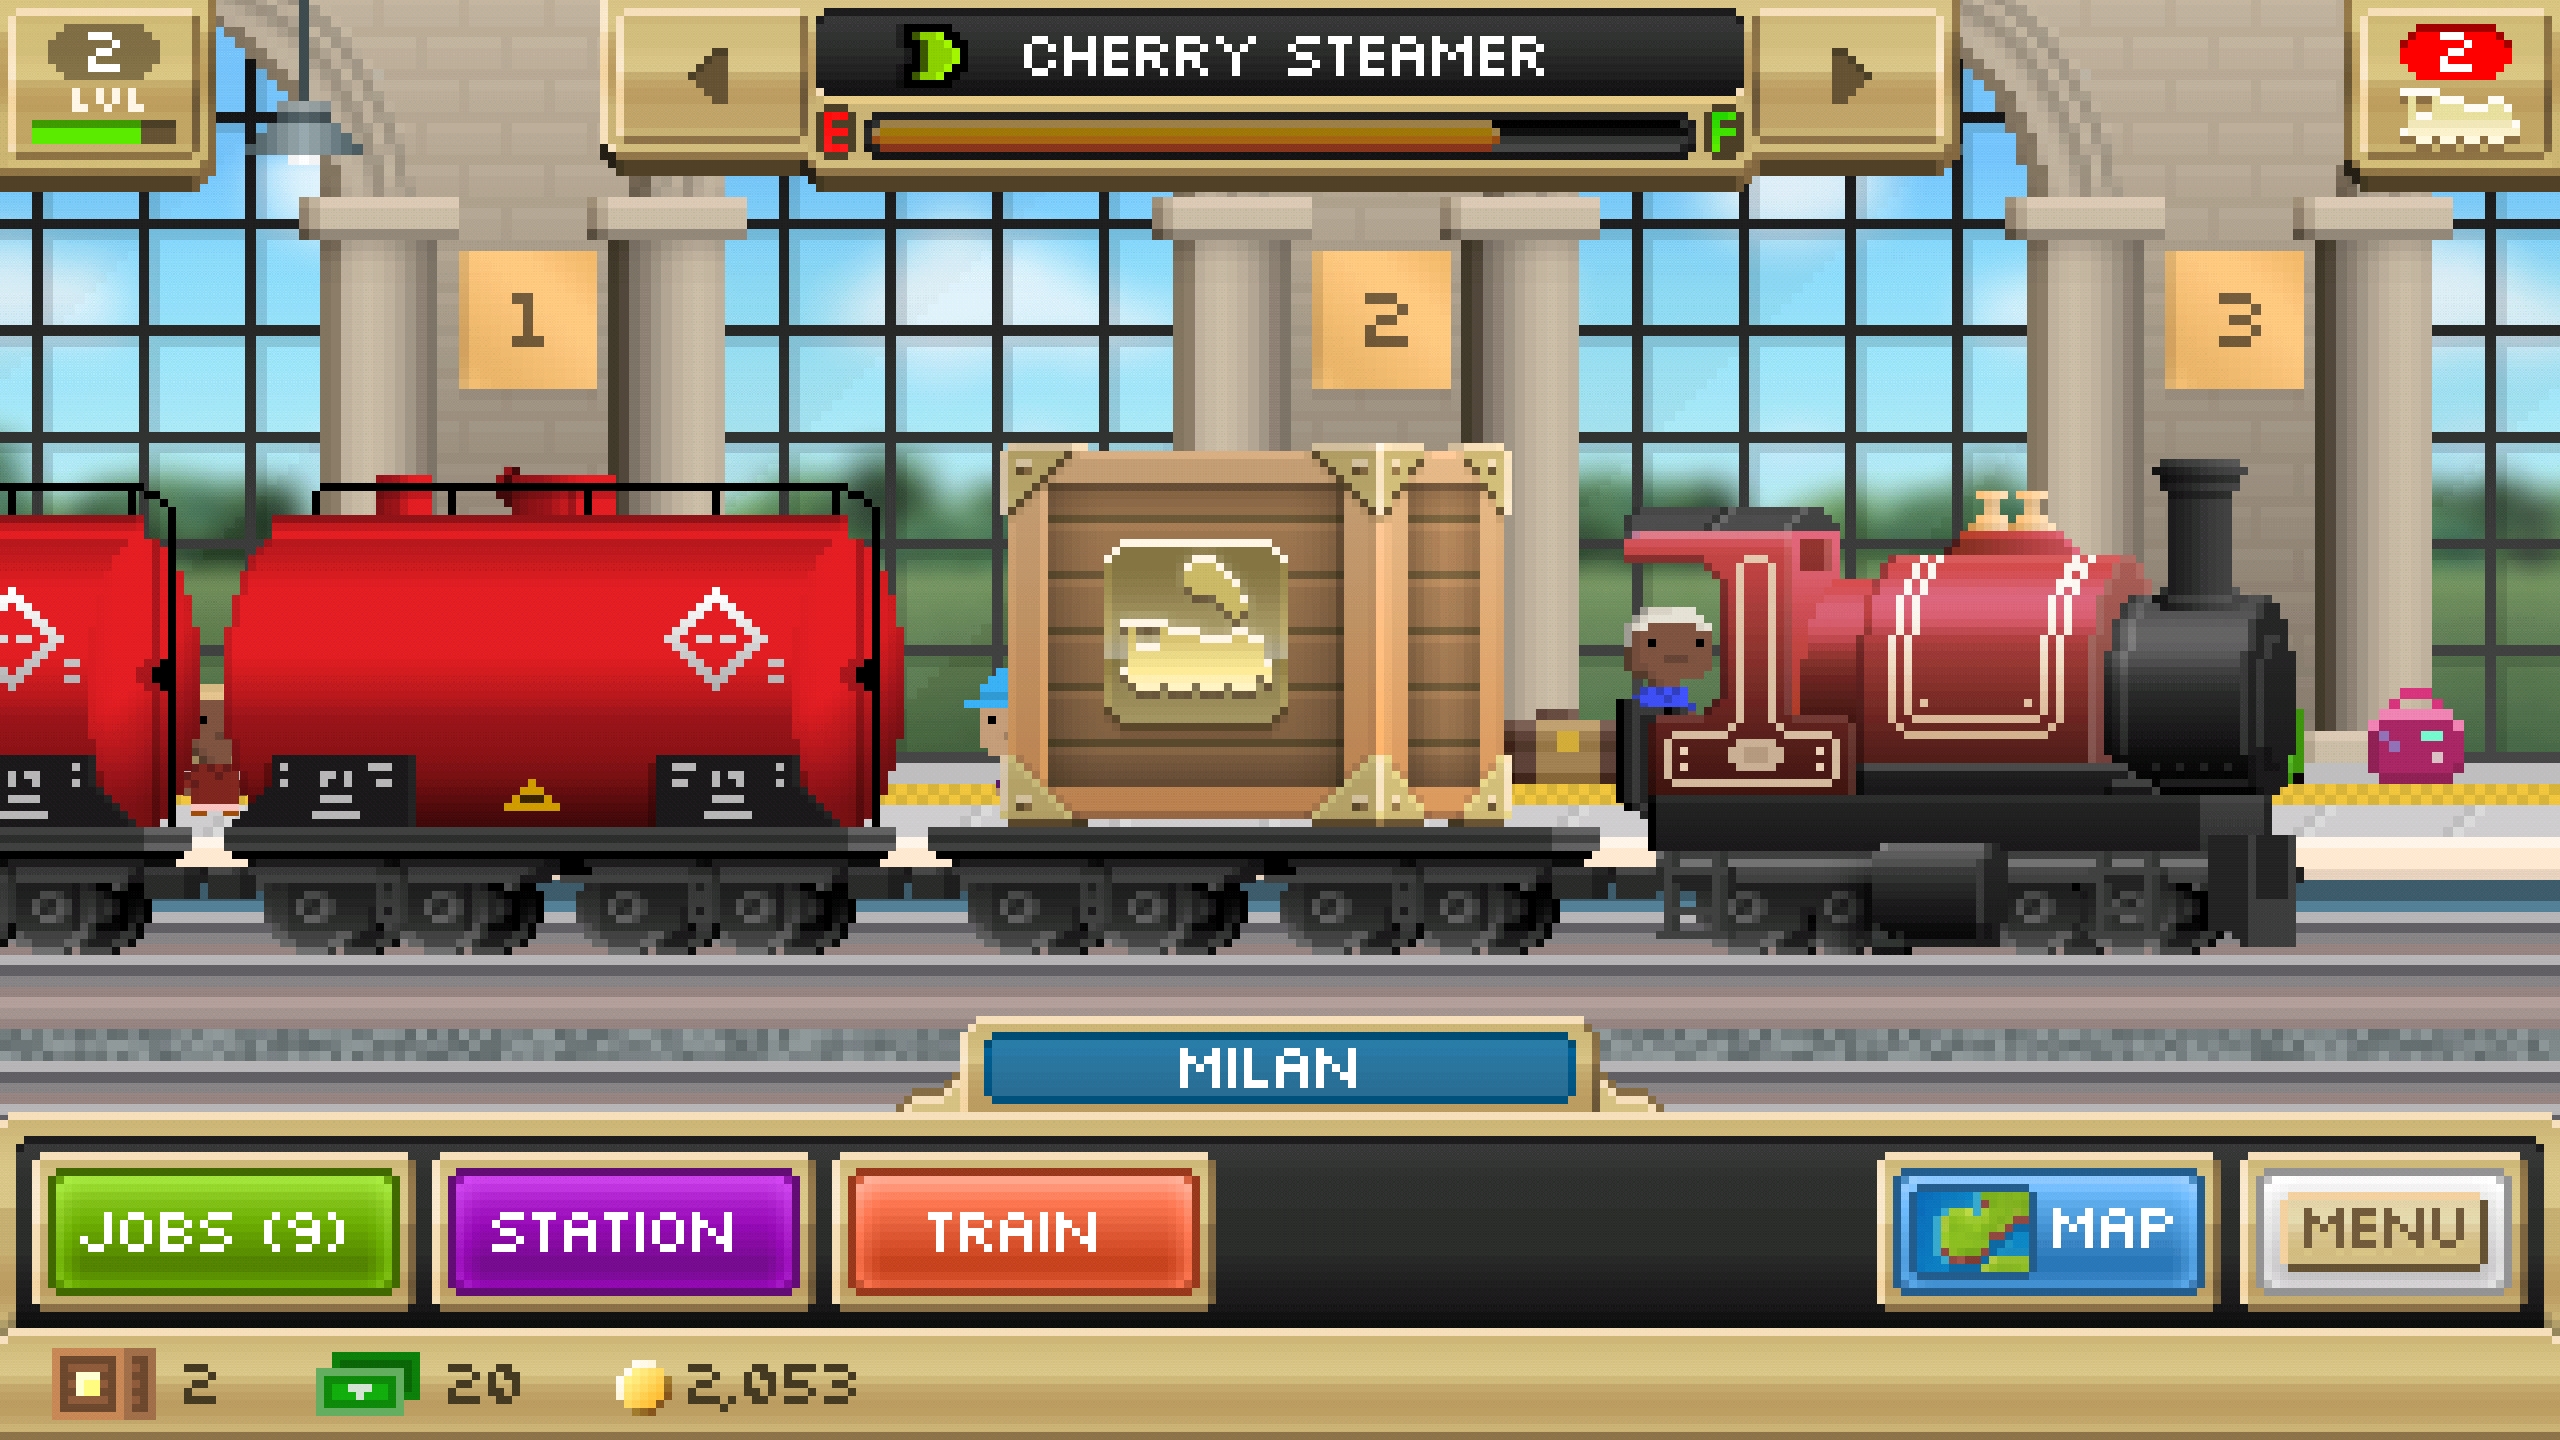 2
LVL
CHERRY STEAMER
E F
2
1
2
3
MILAN
JOBS (9)
STATION
TRAIN
MAP
MENU
2
20
2,053